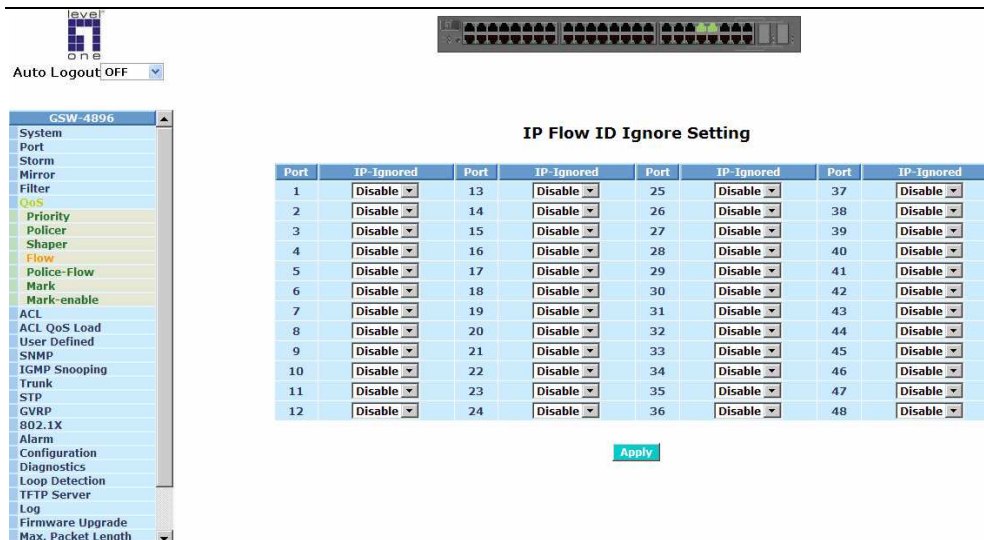 level
one
Auto Logout OFF
GSW-4896
System
Port
Storm
Mirror
Filter
QoS
Priority
Policer
Shaper
Flow
Police-Flow
Mark
Mark-enable
ACL
ACL QoS Load
User Defined
SNMP
IGMP Snooping
Trunk
STP
GVRP
802.1X
Alarm
Configuration
Diagnostics
Loop Detection
TFTP Server
Log
Firmware Upgrade
Max. Packet Length
IP Flow ID Ignore Setting
Port IP-Ignored Port IP-Ignored Port IP-Ignored Port IP-Ignored
1 Disable 13 Disable 25 Disable 37 Disable
2 Disable 14 Disable 26 Disable 38 Disable
3 Disable 15 Disable 27 Disable 39 Disable
4 Disable 16 Disable 28 Disable 40 Disable
5 Disable 17 Disable 29 Disable 41 Disable
6 Disable 18 Disable 30 Disable 42 Disable
7 Disable 19 Disable 31 Disable 43 Disable
8 Disable 20 Disable 32 Disable 44 Disable
9 Disable 21 Disable 33 Disable 45 Disable
10 Disable 22 Disable 34 Disable 46 Disable
11 Disable 23 Disable 35 Disable 47 Disable
12 Disable 24 Disable 36 Disable 48 Disable
Apply